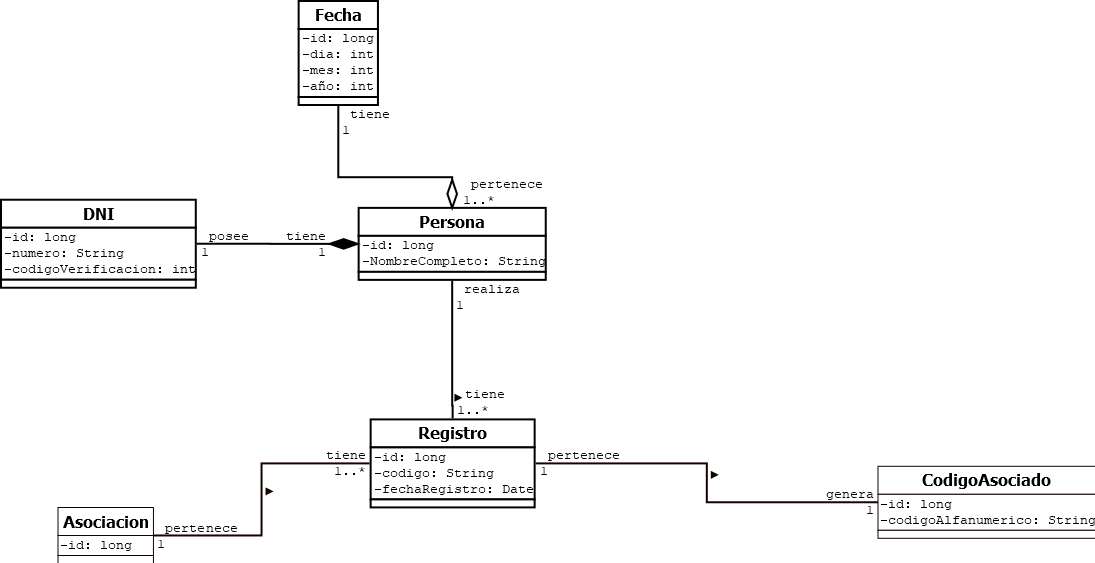 Fecha
-id: long
-dia: int
-mes: int
-año: int
tiene
1
pertenece
1..*
DNI
-id: long
-numero: String
-codigoVerificacion: int
posee
1
tiene
1
Persona
-id: long
-NombreCompleto: String
realiza
1
tiene
1..*
Registro
-id: long
-codigo: String
-fechaRegistro: Date
tiene
1..*
pertenece
1
genera
1
CodigoAsociado
-id: long
-codigoAlfanumerico: String
Asociacion
-id: long
pertenece
1